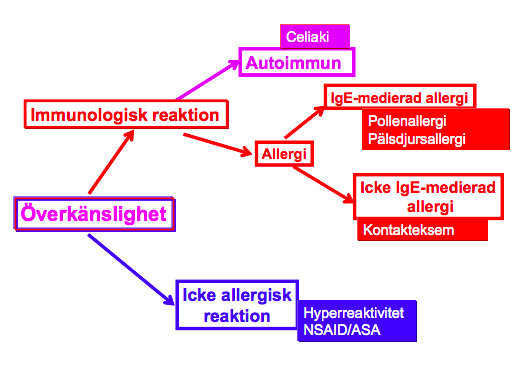 Celiaki
Autoimmun
IgE-medierad allergi
Immunologisk reaktion
Pollenallergi
Pälsdjursallergi
Allergi
Icke IgE-medierad
allergi
Överkänslighet
Kontakteksem
Icke allergisk
reaktion
Hyperreaktivitet
NSAID/ASA